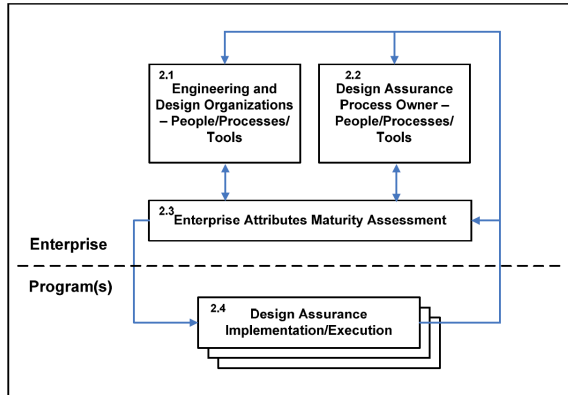 2.1
Engineering and
Design Organizations
– People/Processes/
Tools
2.2
Design Assurance
Process Owner –
People/Processes/
Tools
2.3 Enterprise Attributes Maturity Assessment
Enterprise
Program(s)
2.4 Design Assurance
Implementation/Execution